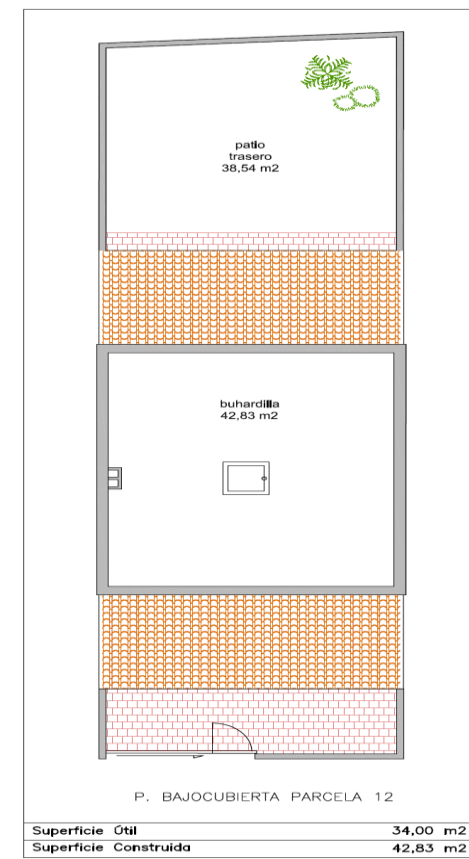 patio
trasero
38,54 m2
buhardilla
42,83 m2
P. BAJOCUBIERTA PARCELA 12
Superficie Útil 34,00 m2
Superficie Construida 42,83 m2